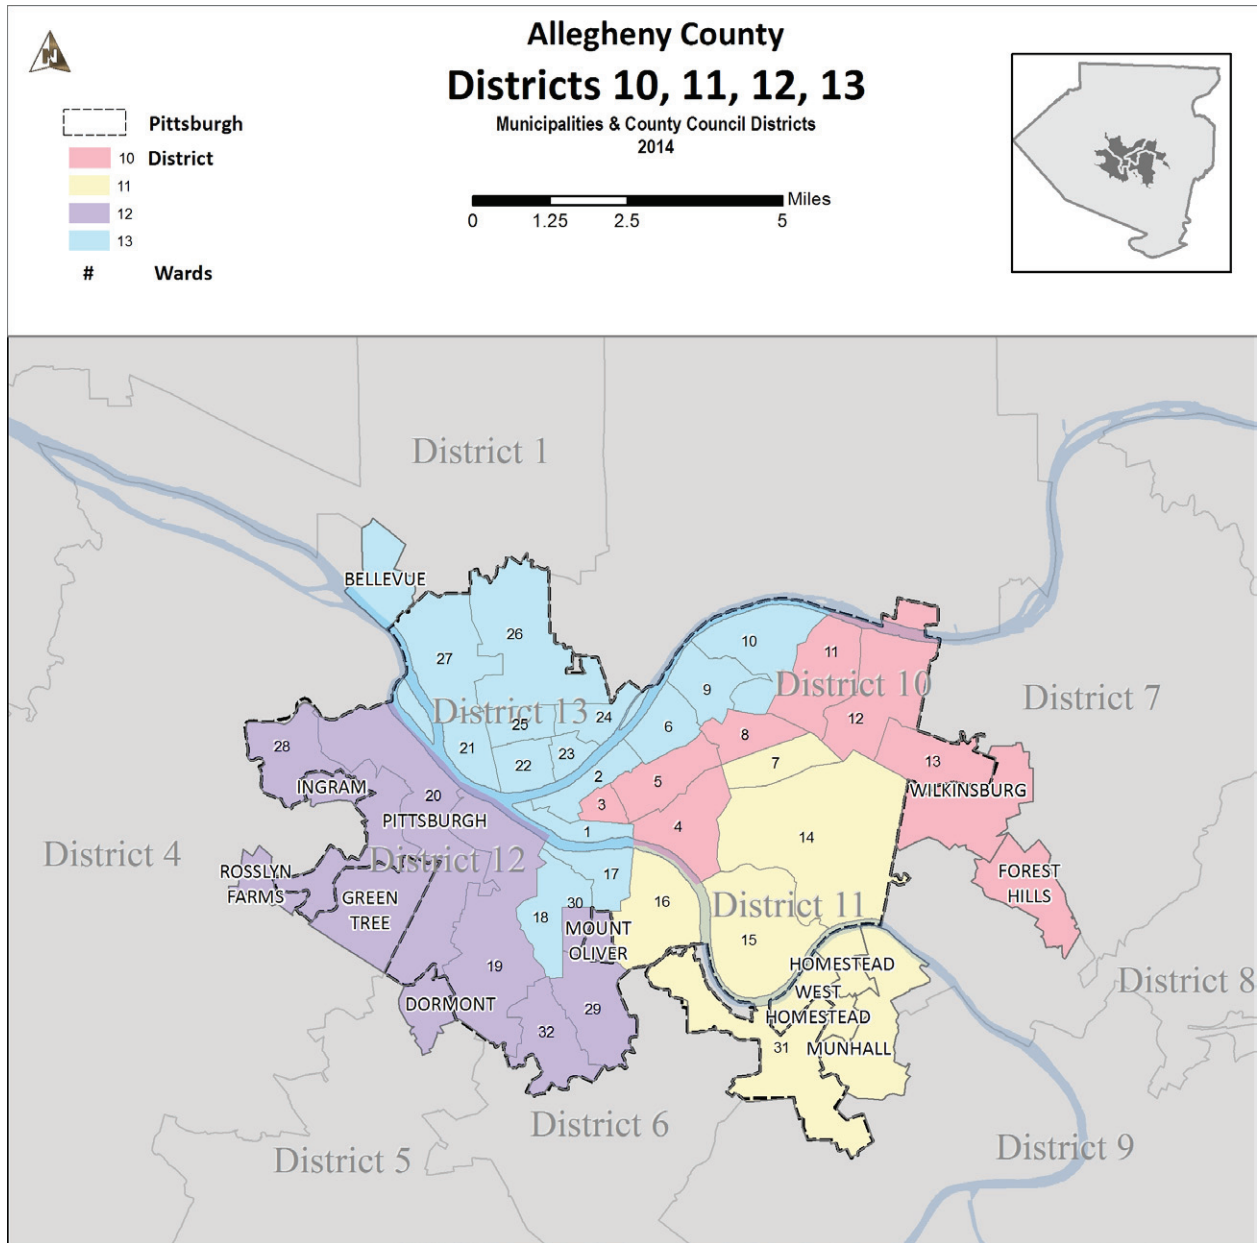 Allegheny County
Districts 10, 11, 12, 13
Municipalities & County Council Districts
2014
N
Pittsburgh
10 District
11
12
13
# Wards
Miles
0 1.25 2.5 5
District 1
BELLEVUE
26
27
10
11
9
District 10
District 7
District 13
24
25
6
12
8
28
21
23
22
2
7
13
INGRAM
5
WILKINSBURG
20
PITTSBURGH
3
4
1
14
District 4
District 12
ROSSLYN
FARMS
GREEN
TREE
17
FOREST
HILLS
16
30
District 11
18
MOUNT
OLIVER
15
19
HOMESTEAD
District 8
DORMONT
WEST
HOMESTEAD
29
32
31
MUNHALL
District 6
District 5
District 9